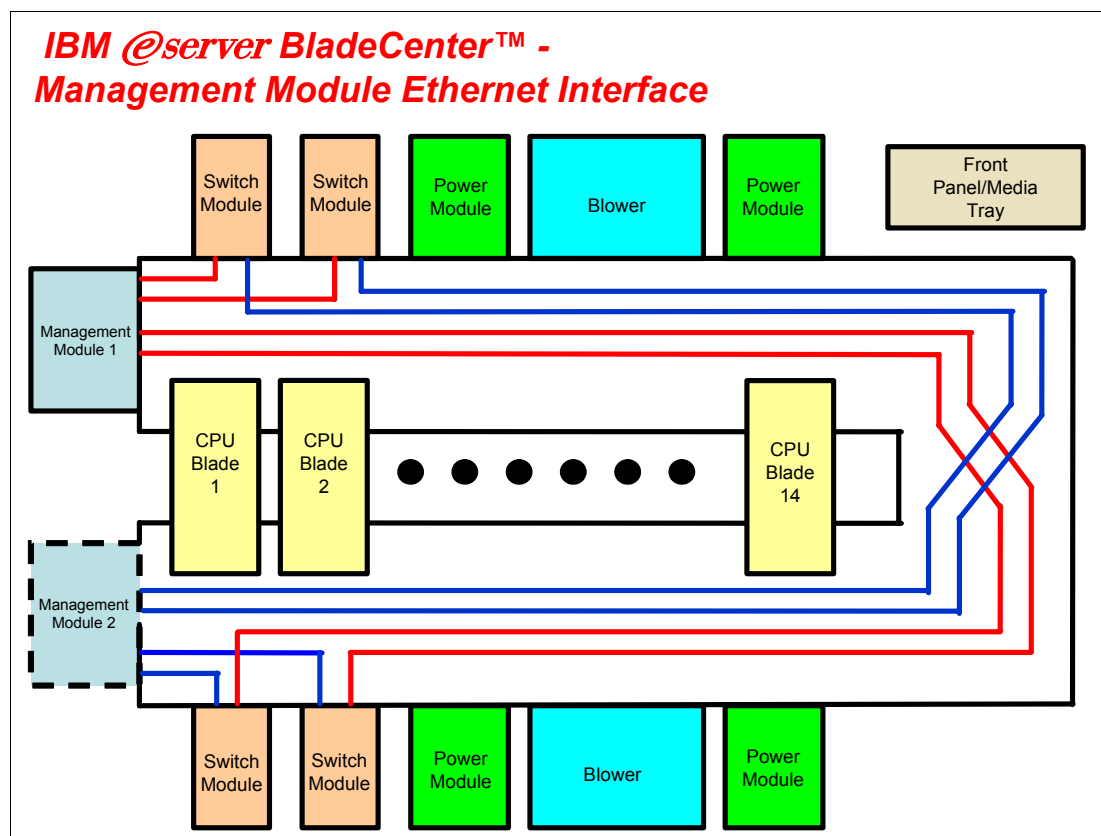 IBM @server BladeCenter™ -
Management Module Ethernet Interface
Switch
Module
Switch
Module
Power
Module
Blower
Power
Module
Front
Panel/Media
Tray
Management
Module 1
CPU
Blade
1
CPU
Blade
2
CPU
Blade
14
Management
Module 2
Switch
Module
Switch
Module
Power
Module
Blower
Power
Module